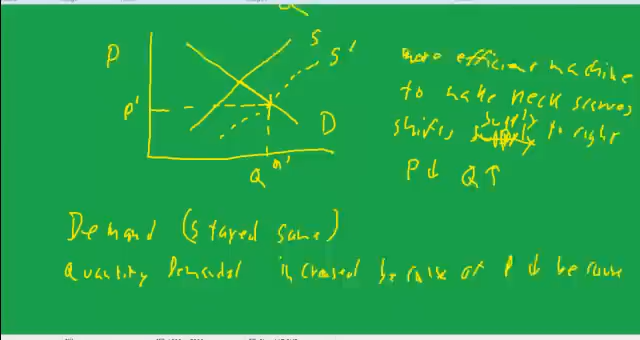 P
S
S'
P'
D
Q Q'
more efficient machine
to make neck scarves
supply
shifts to right
P↓ Q↑
Demand (stayed same)
Quantity Demanded increased because of P↓ because